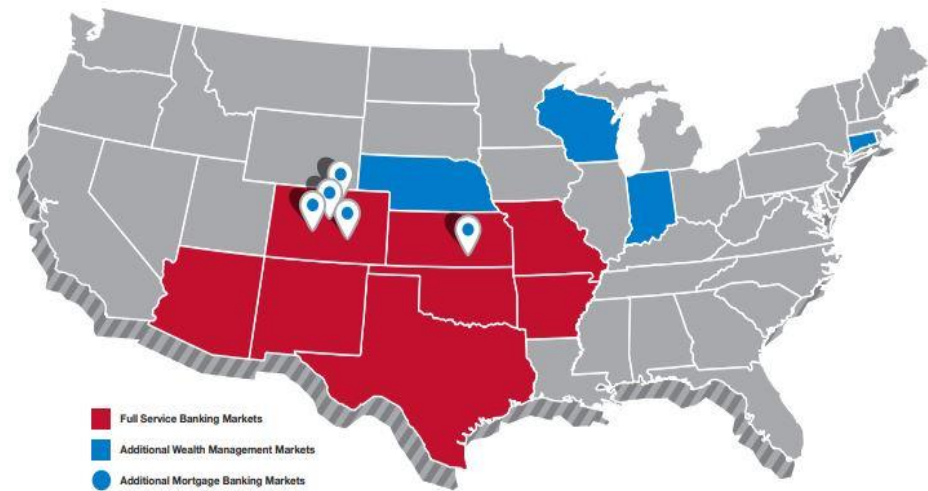 Full Service Banking Markets
Additional Wealth Management Markets
Additional Mortgage Banking Markets